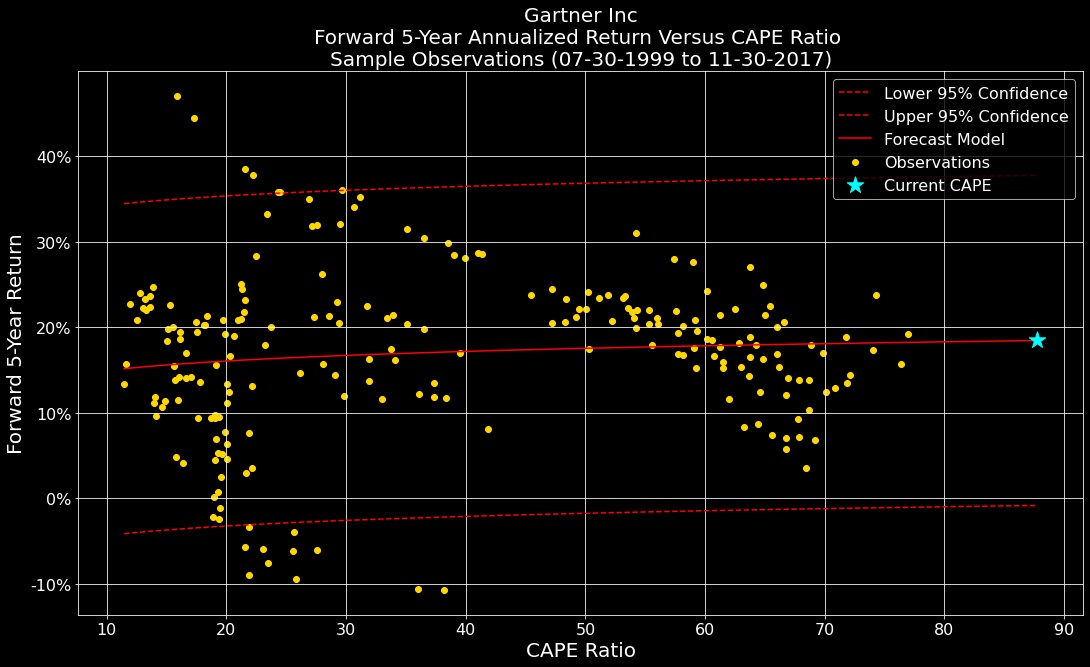 Gartner Inc
Forward 5-Year Annualized Return Versus CAPE Ratio
Sample Observations (07-30-1999 to 11-30-2017)
Lower 95% Confidence
Upper 95% Confidence
Forecast Model
Observations
Current CAPE
Forward 5-Year Return
40%
30%
20%
10%
0%
-10%
10 20 30 40 50 60 70 80 90
CAPE Ratio